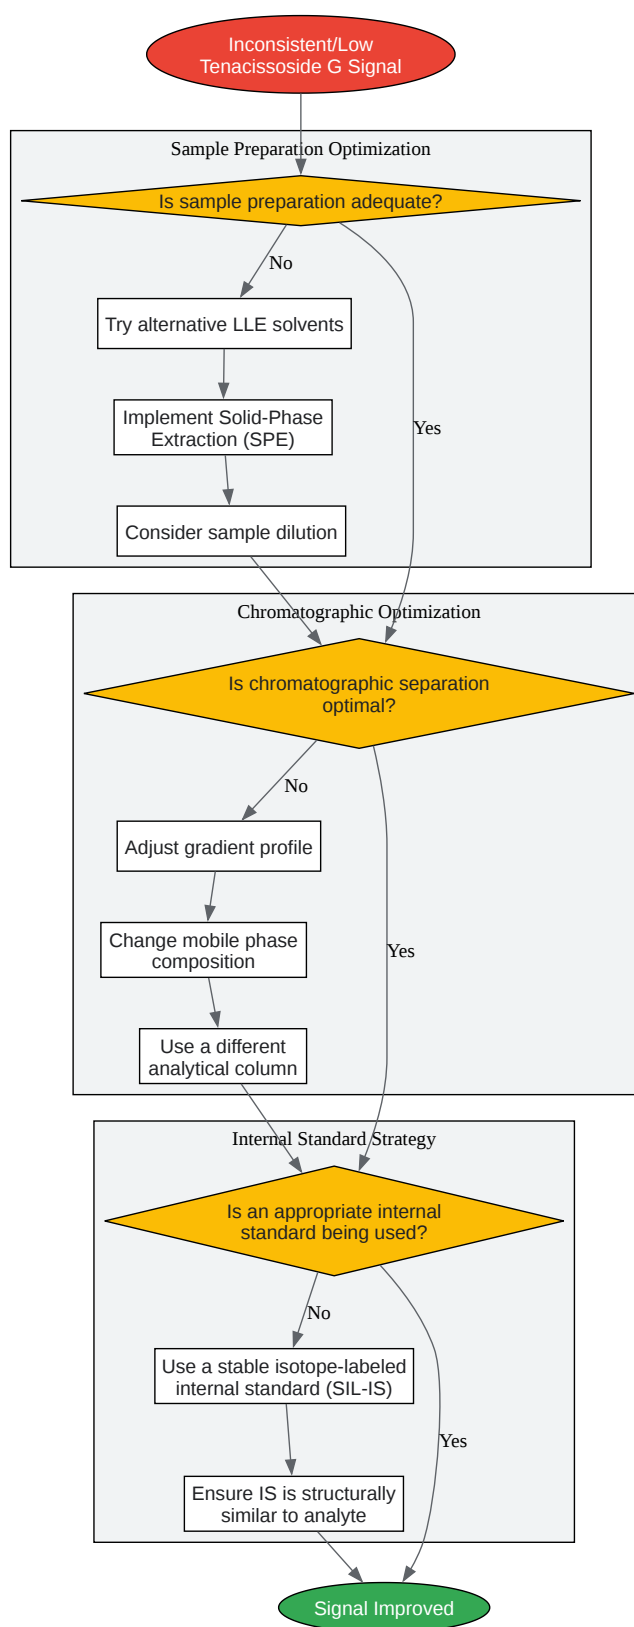 Inconsistent/Low
Tenacissoside G Signal
Sample Preparation Optimization
Is sample preparation adequate?
No
Try alternative LLE solvents
Implement Solid-Phase
Extraction (SPE)
Yes
Consider sample dilution
Chromatographic Optimization
Is chromatographic separation
optimal?
No
Adjust gradient profile
Change mobile phase
composition
Yes
Use a different
analytical column
Internal Standard Strategy
Is an appropriate internal
standard being used?
No
Use a stable isotope-labeled
internal standard (SIL-IS)
Yes
Ensure IS is structurally
similar to analyte
Signal Improved